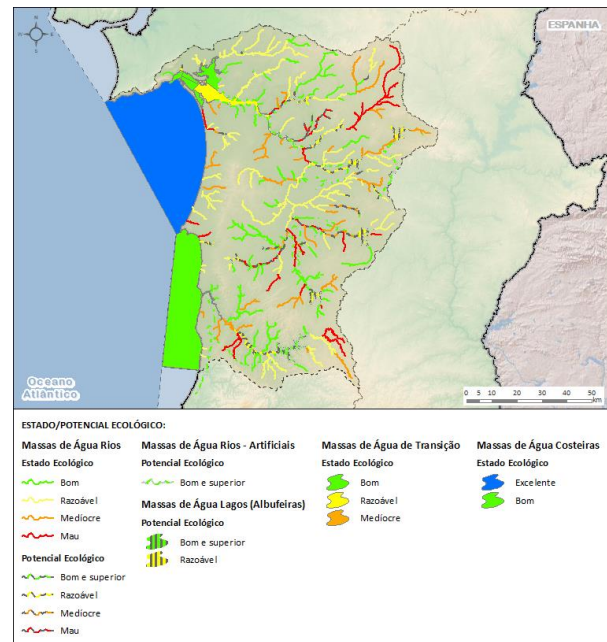 ESPANHA
Oceano
Atlântico
0 5 10 20 30 40 50
km
ESTADO/POTENCIAL ECOLÓGICO:
Massas de Água Rios
Estado Ecológico
Bom
Razoável
Medíocre
Mau
Potencial Ecológico
Bom e superior
Razoável
Medíocre
Mau
Massas de Água Rios - Artificiais
Potencial Ecológico
Bom e superior
Massas de Água Lagos (Albufeiras)
Potencial Ecológico
Bom e superior
Razoável
Massas de Água de Transição
Estado Ecológico
Bom
Razoável
Medíocre
Massas de Água Costeiras
Estado Ecológico
Excelente
Bom